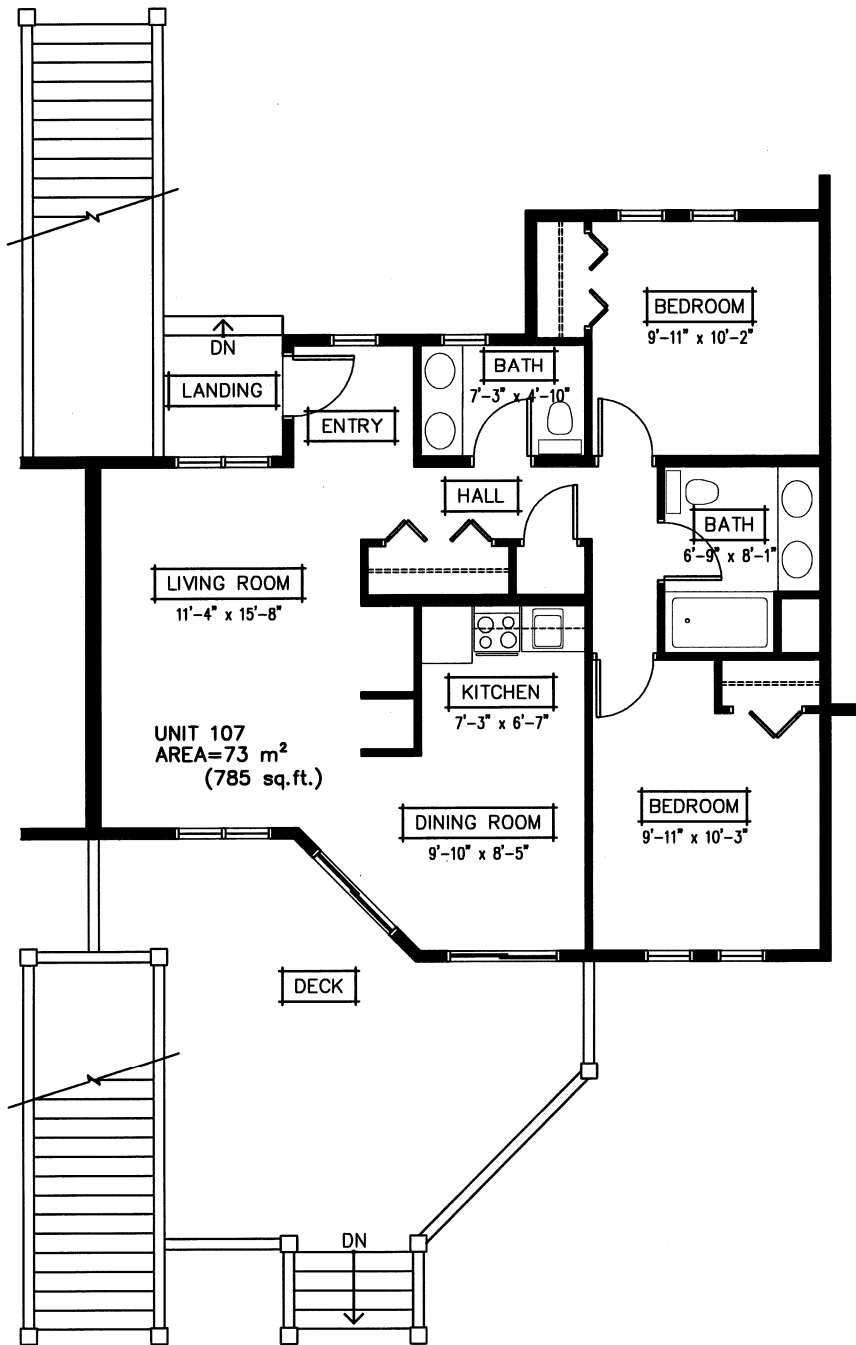 DN
LANDING
ENTRY
BATH
7'-3" x 4'-10"
BEDROOM
9'-11" x 10'-2"
HALL
BATH
6'-9" x 8'-1"
LIVING ROOM
11'-4" x 15'-8"
KITCHEN
7'-3" x 6'-7"
UNIT 107
AREA=73 m²
(785 sq.ft.)
DINING ROOM
9'-10" x 8'-5"
BEDROOM
9'-11" x 10'-3"
DECK
DN